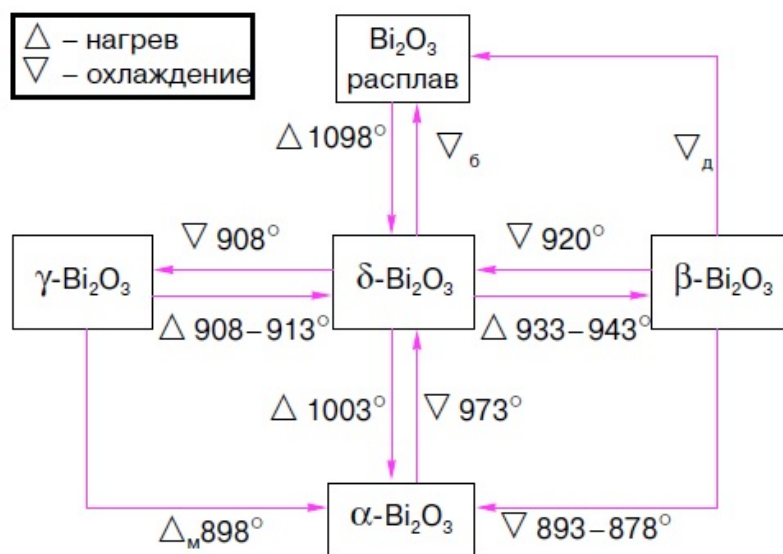 △ – нагрев
▽ – охлаждение
Bi₂O₃
расплав
△ 1098°
▽ б
▽ д
▽ 908°
▽ 920°
γ-Bi₂O₃
δ-Bi₂O₃
β-Bi₂O₃
△ 908–913°
△ 933–943°
△ 1003°
▽ 973°
α-Bi₂O₃
△м898°
▽ 893–878°